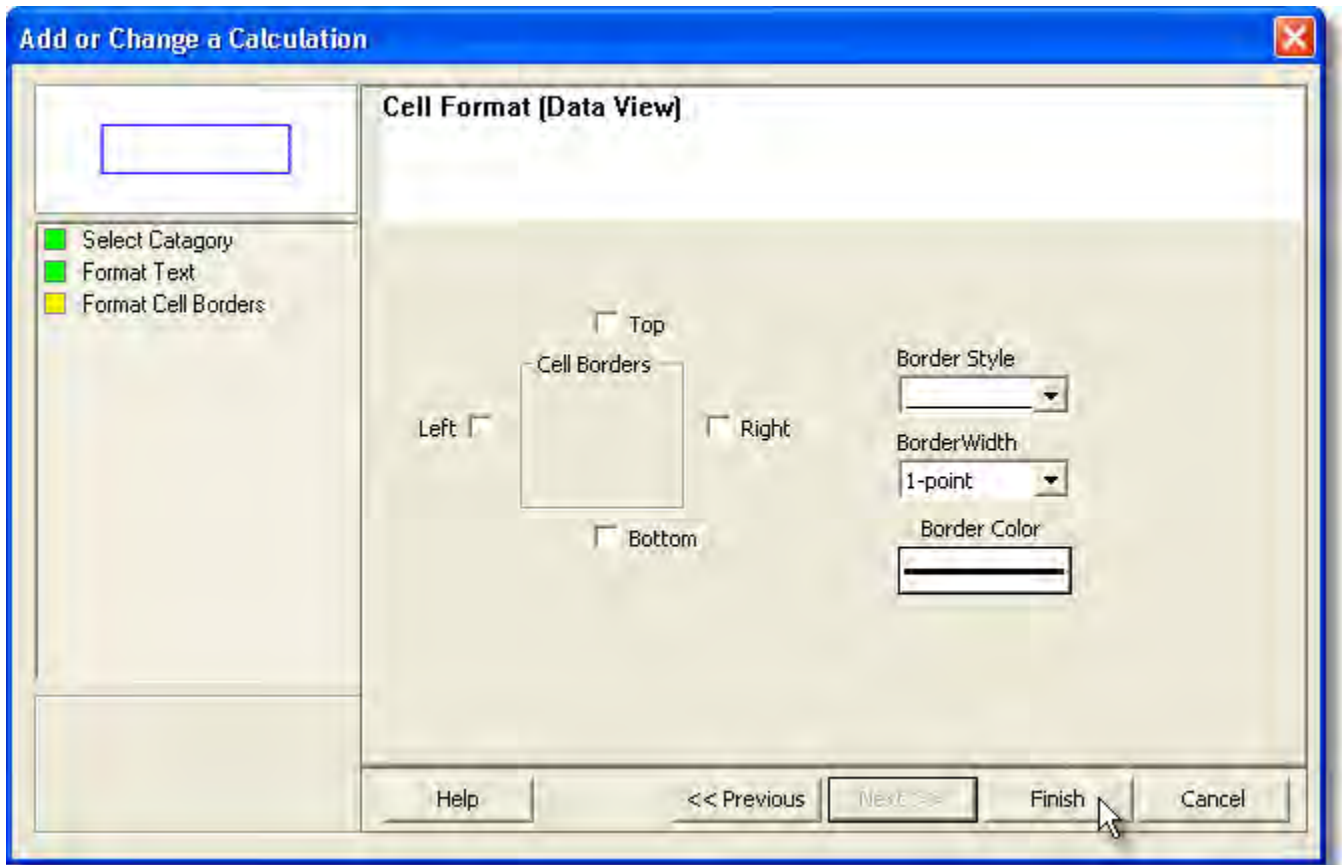 Add or Change a Calculation
Cell Format (Data View)
Select Catagory
Format Text
Format Cell Borders
Top
Cell Borders
Left
Right
Bottom
Border Style
BorderWidth
1-point
Border Color
Help
<< Previous
Next >>
Finish
Cancel